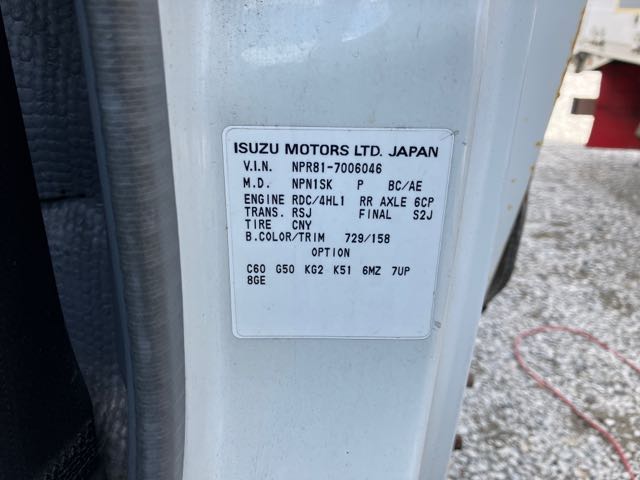 ISUZU MOTORS LTD. JAPAN
V.I.N. NPR81-7006046
M.D. NPN1SK P BC/AE
ENGINE RDC/4HL1 RR AXLE 6CP
TRANS. RSJ FINAL S2J
TIRE CNY
B.COLOR/TRIM 729/158
OPTION
C60 G50 KG2 K51 6MZ 7UP
8GE